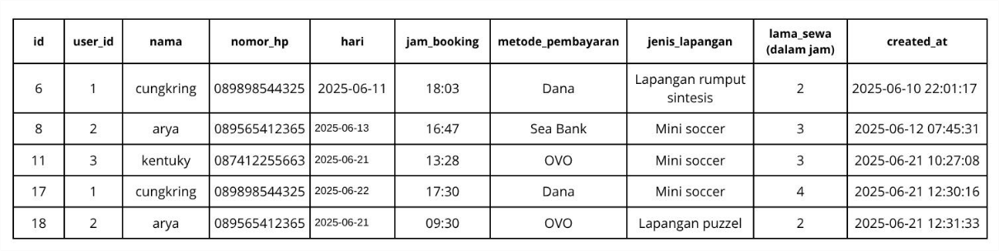 id user_id nama nomor_hp hari jam_booking metode_pembayaran jenis_lapangan lama_sewa (dalam jam) created_at
6 1 cungkring 089898544325 2025-06-11 18:03 Dana Lapangan rumput sintesis 2 2025-06-10 22:01:17
8 2 arya 089565412365 2025-06-13 16:47 Sea Bank Mini soccer 3 2025-06-12 07:45:31
11 3 kentuky 087412255663 2025-06-21 13:28 OVO Mini soccer 3 2025-06-21 10:27:08
17 1 cungkring 089898544325 2025-06-22 17:30 Dana Mini soccer 4 2025-06-21 12:30:16
18 2 arya 089565412365 2025-06-21 09:30 OVO Lapangan puzzel 2 2025-06-21 12:31:33